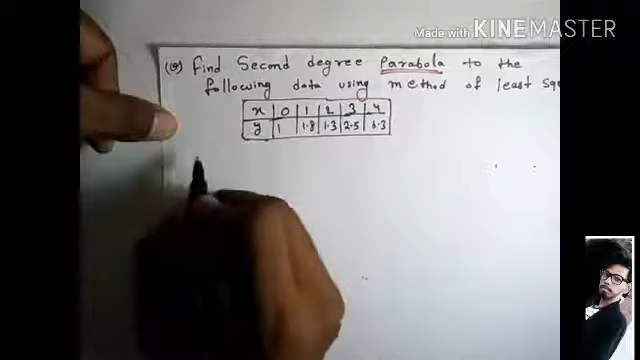 Made with KINEMASTER
(Q) Find Second degree Parabola to the
following data using method of least Squ
x 0 1 2 3 4
y 1 1.8 1.3 2.5 6.3